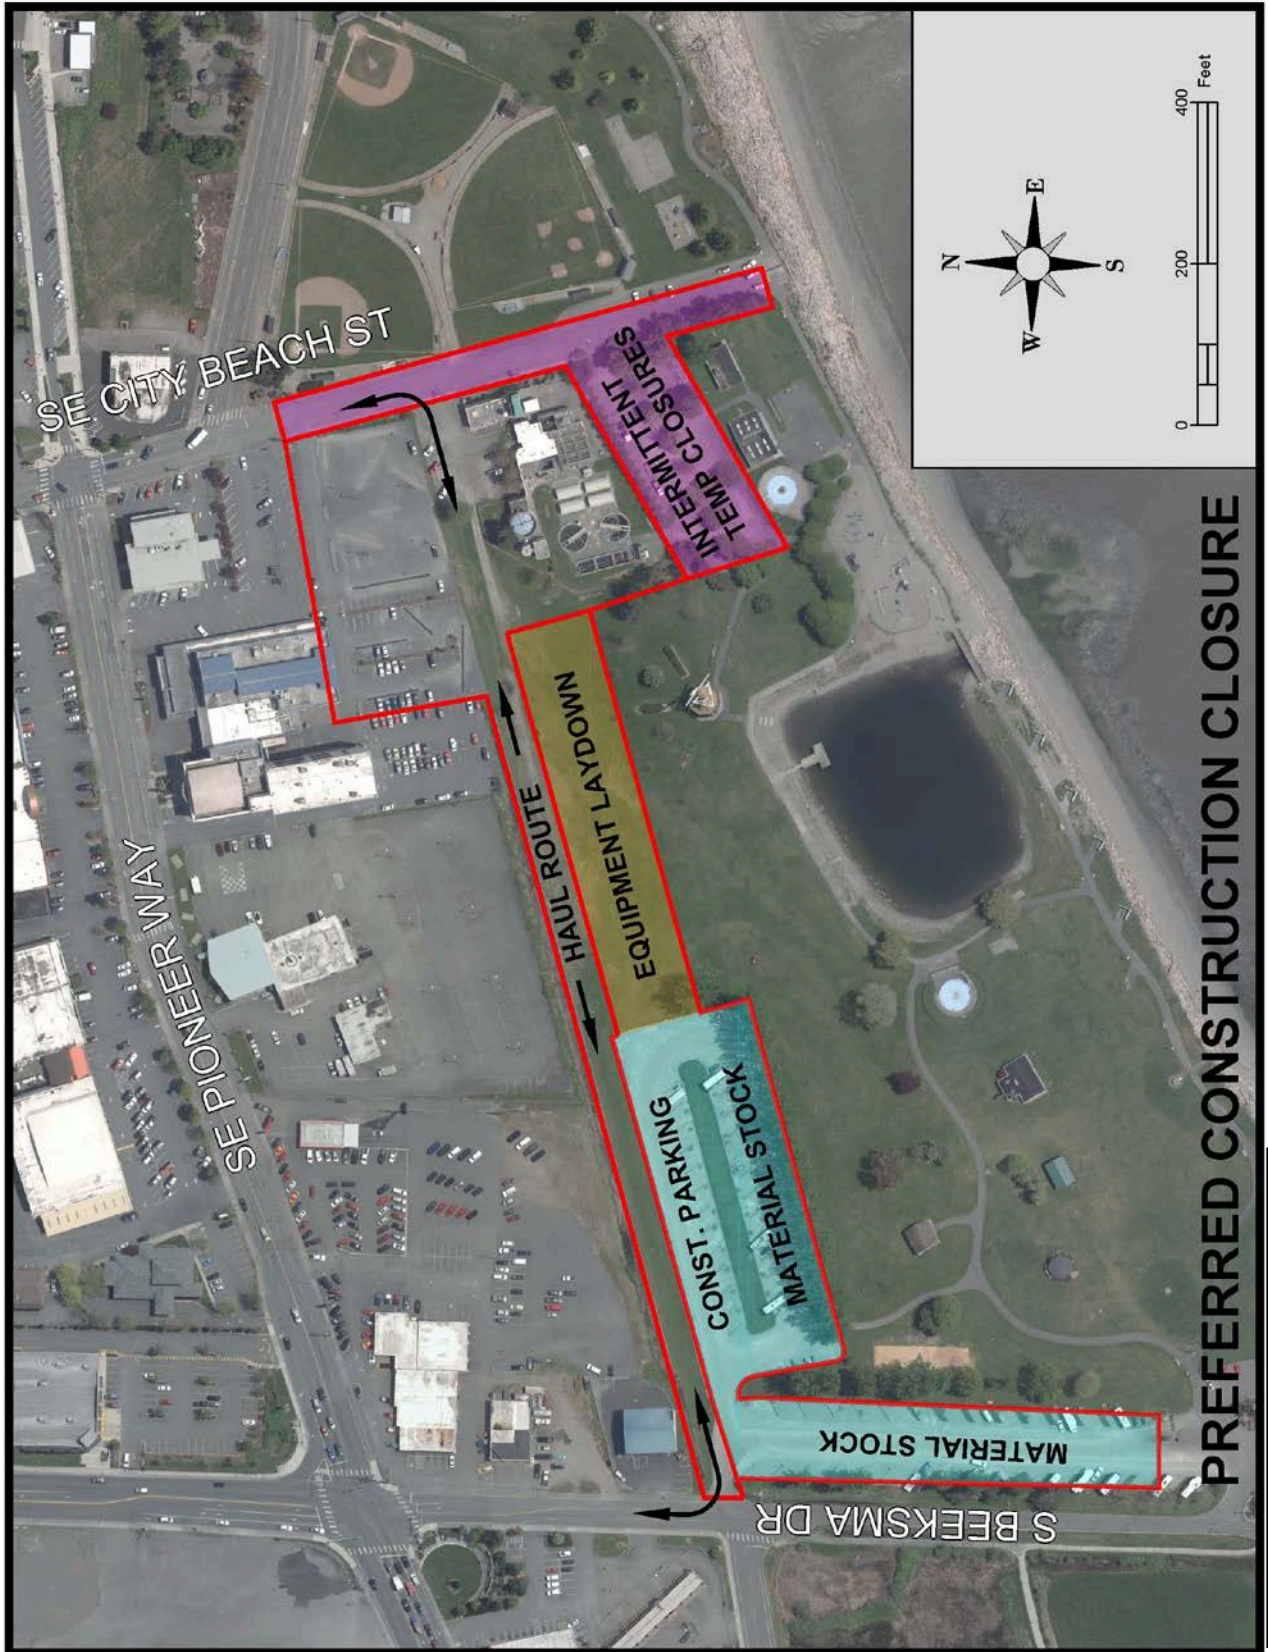 SE CITY BEACH ST
SE PIONEER WAY
INTERMITTENT
TEMP CLOSURES
HAUL ROUTE
EQUIPMENT LAYDOWN
CONST. PARKING
MATERIAL STOCK
MATERIAL STOCK
S BEEKSMA DR
N
W
E
S
0 200 400
Feet
PREFERRED CONSTRUCTION CLOSURE